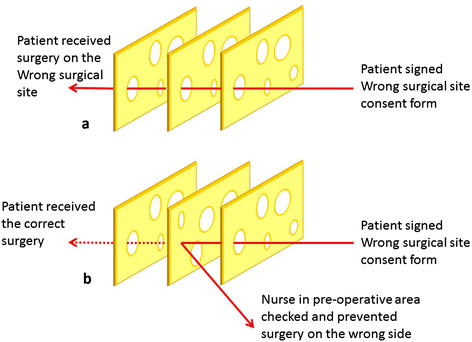 Patient received
surgery on the
Wrong surgical
site
Patient signed
Wrong surgical site
consent form
a
Patient received
the correct
surgery
Patient signed
Wrong surgical site
consent form
b
Nurse in pre-operative area
checked and prevented
surgery on the wrong side